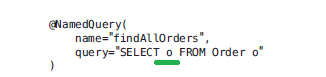 @NamedQuery(
name="findAllOrders",
query="SELECT o FROM Order o"
)